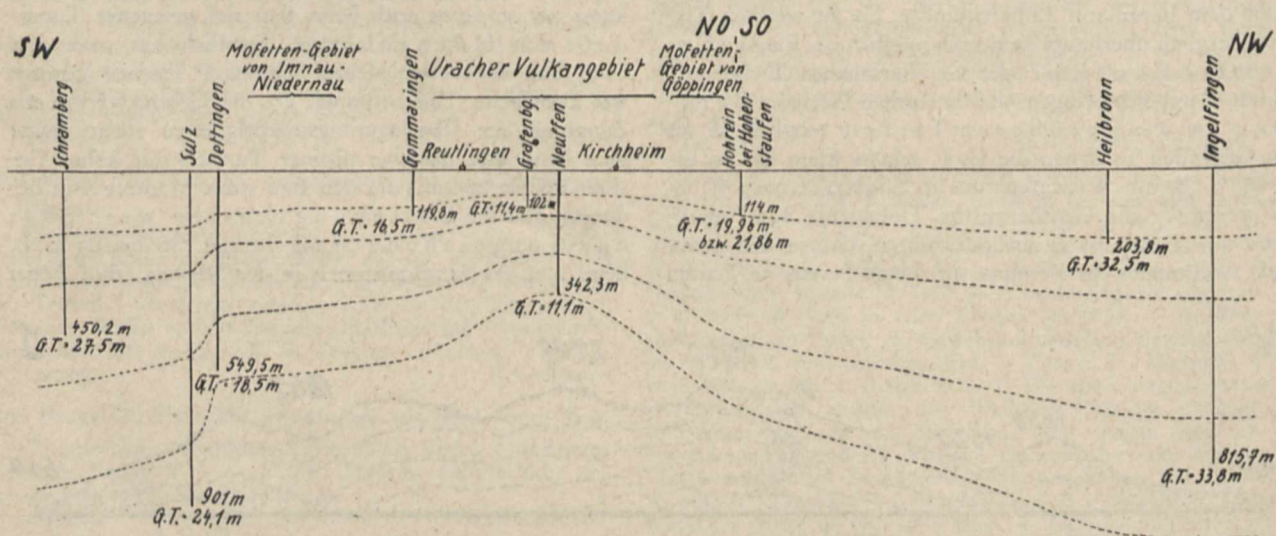 SW
NO SO
NW
Mofetten-Gebiet
von Imnau-
Niedernau
Uracher Vulkangebiet
Mofetten-
Gebiet von
Göppingen
Schramberg
Sulz
Dettingen
Gommaringen
Reutlingen
Grafenbg.
Neuffen
Kirchheim
Hohrein
bei Hohen-
staufen
Heilbronn
Ingelfingen
119,8m
G.T.=16,5m
102m
G.T.=11,4m
114m
G.T.=19,96m
bzw. 21,86m
203,8m
G.T.=32,5m
342,3m
G.T.=11,1m
450,2m
G.T.=27,5m
549,5m
G.T.=18,5m
815,7m
G.T.=33,8m
901m
G.T.=24,1m